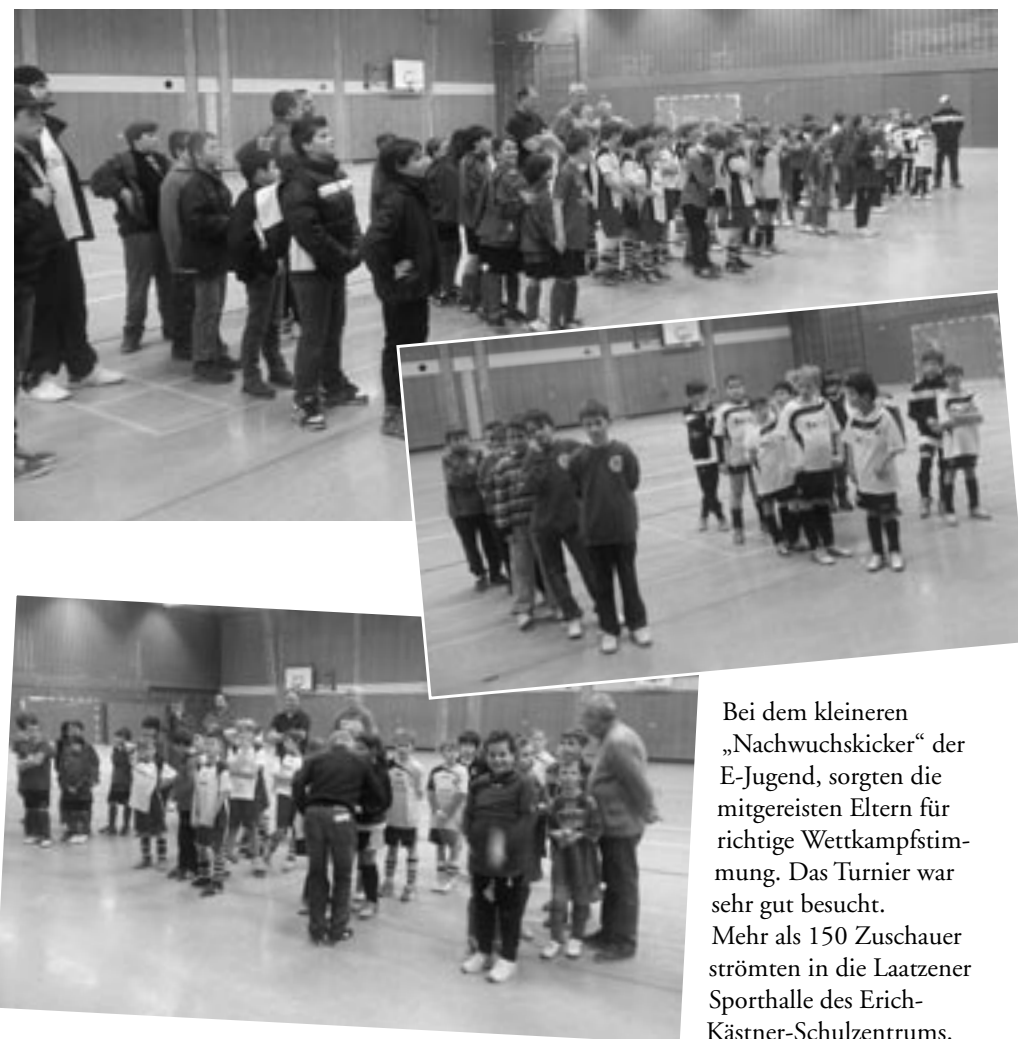 Bei dem kleineren
„Nachwuchskicker“ der
E-Jugend, sorgten die
mitgereisten Eltern für
richtige Wettkampfstim-
mung. Das Turnier war
sehr gut besucht.
Mehr als 150 Zuschauer
strömten in die Laatzener
Sporthalle des Erich-
Kästner-Schulzentrums.